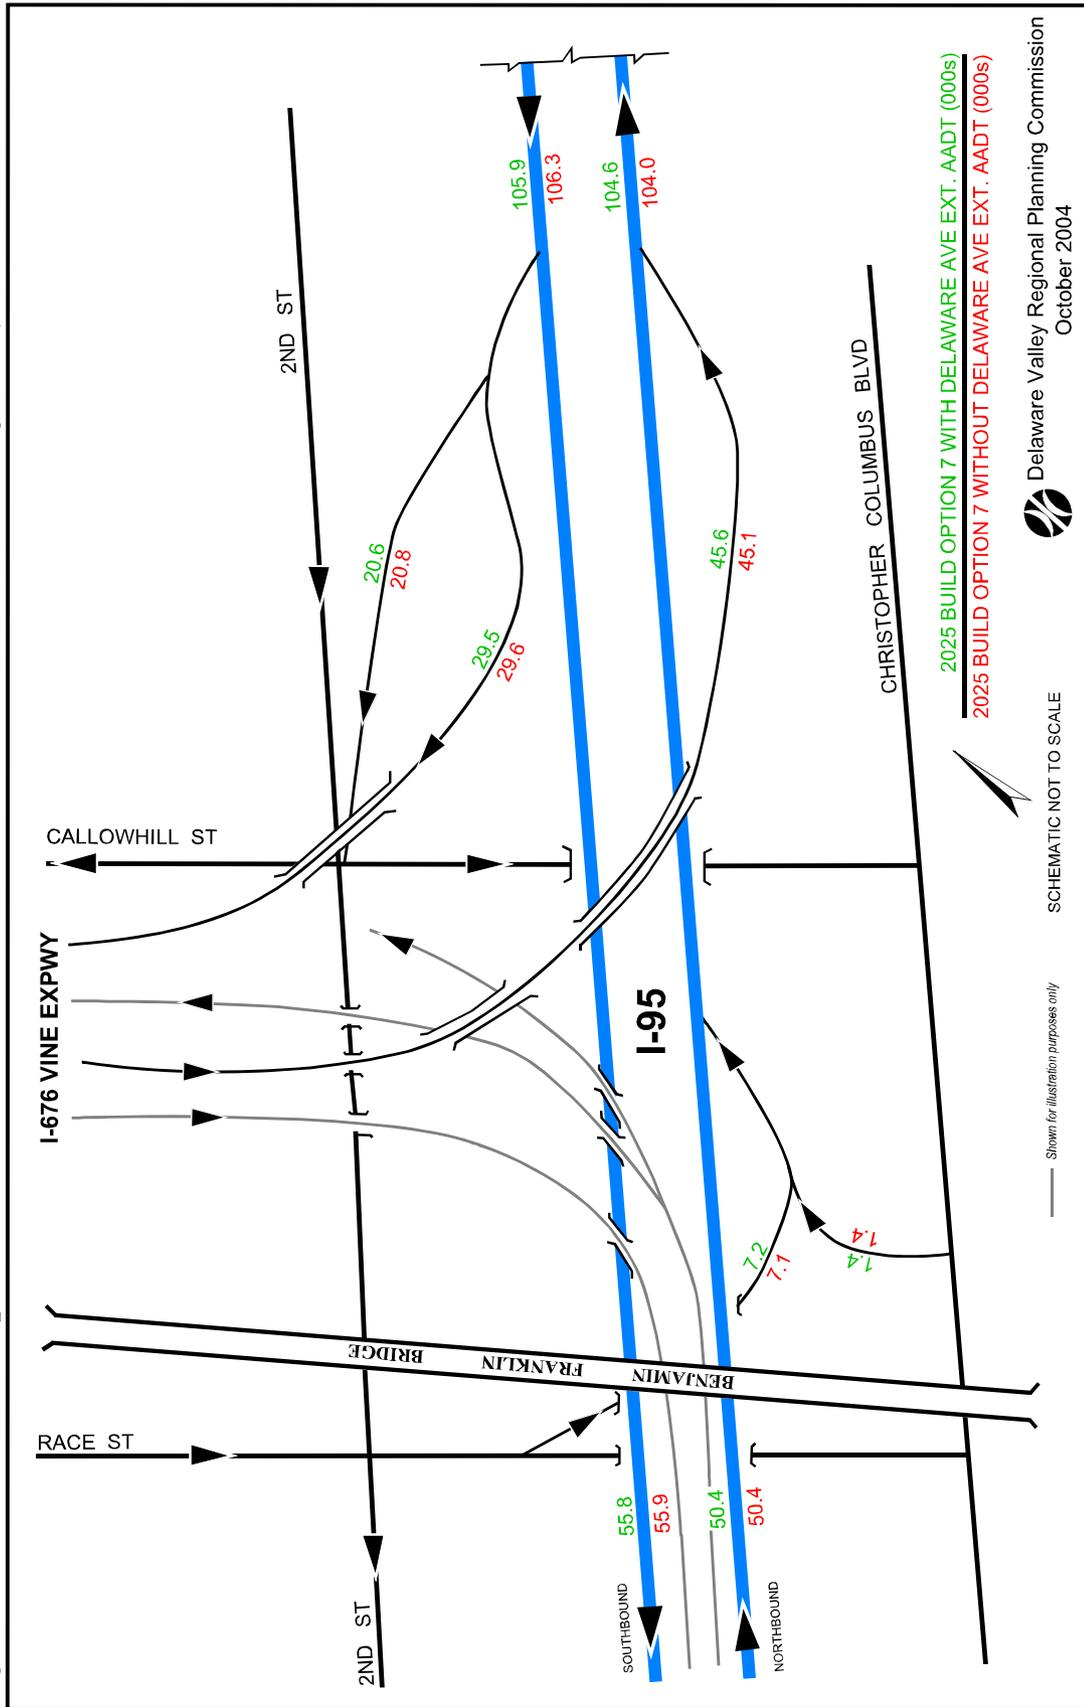 2ND ST
105.9
106.3
104.6
104.0
2025 BUILD OPTION 7 WITH DELAWARE AVE EXT. AADT (000s)
2025 BUILD OPTION 7 WITHOUT DELAWARE AVE EXT. AADT (000s)
Delaware Valley Regional Planning Commission
October 2004
20.6
20.8
29.5
29.6
45.6
45.1
CHRISTOPHER COLUMBUS BLVD
CALLOWHILL ST
I-676 VINE EXPWY
I-95
SCHEMATIC NOT TO SCALE
Shown for illustration purposes only
7.2
7.1
1.4
1.4
BENJAMIN FRANKLIN BRIDGE
RACE ST
55.8
55.9
50.4
50.4
2ND ST
SOUTHBOUND
NORTHBOUND